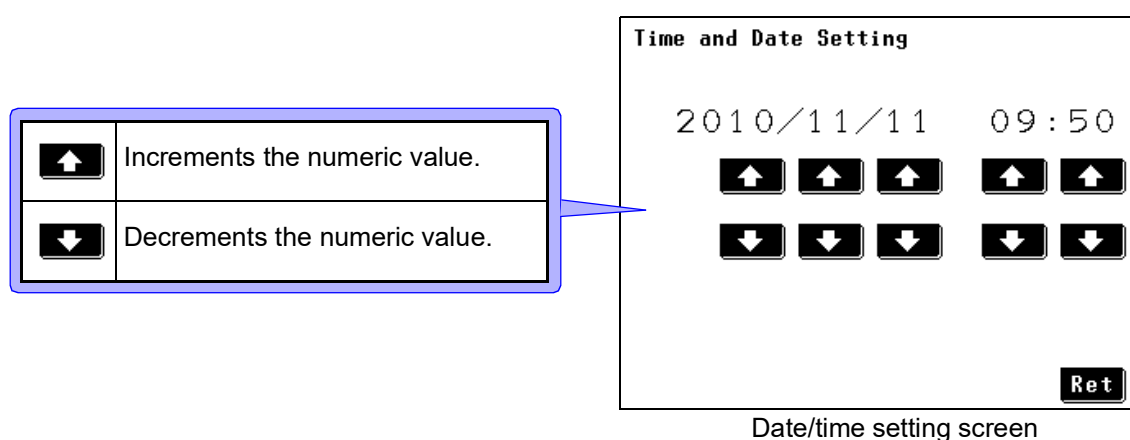 Time and Date Setting
2010/11/11 09:50
Increments the numeric value.
Decrements the numeric value.
Ret
Date/time setting screen